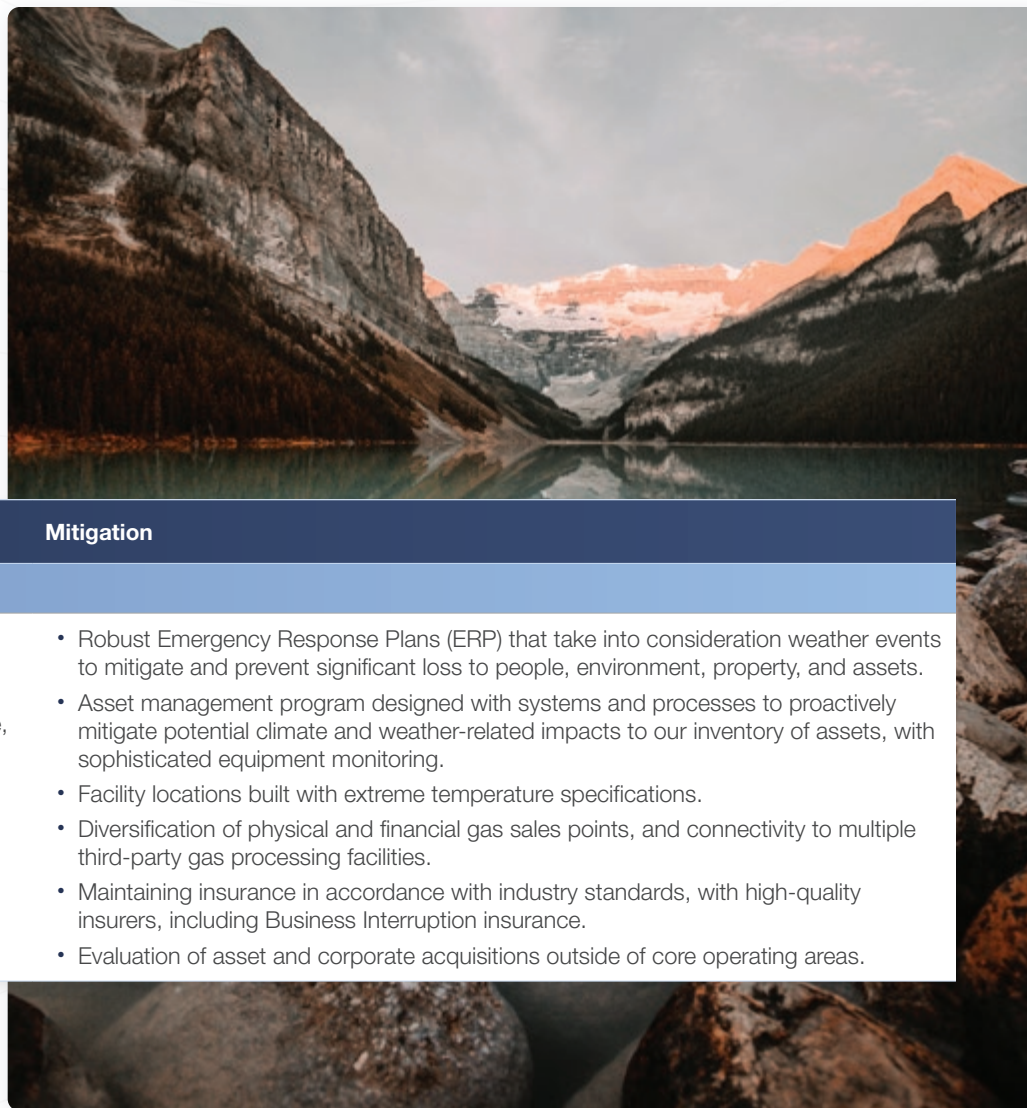 Mitigation
• Robust Emergency Response Plans (ERP) that take into consideration weather events
to mitigate and prevent significant loss to people, environment, property, and assets.
• Asset management program designed with systems and processes to proactively
mitigate potential climate and weather-related impacts to our inventory of assets, with
sophisticated equipment monitoring.
• Facility locations built with extreme temperature specifications.
• Diversification of physical and financial gas sales points, and connectivity to multiple
third-party gas processing facilities.
• Maintaining insurance in accordance with industry standards, with high-quality
insurers, including Business Interruption insurance.
• Evaluation of asset and corporate acquisitions outside of core operating areas.